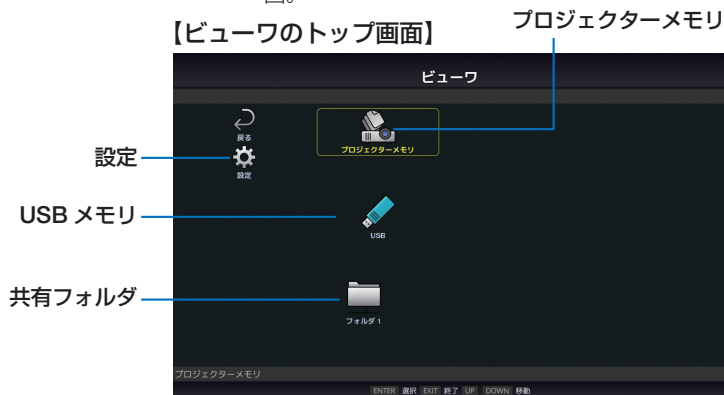 【ビューワのトップ画面】
プロジェクターメモリ
ビューワ
戻る
プロジェクターメモリ
設定
設定
USB メモリ
USB
共有フォルダ
フォルダ 1
プロジェクターメモリ
ENTER 選択 EXIT 終了 UP DOWN 移動